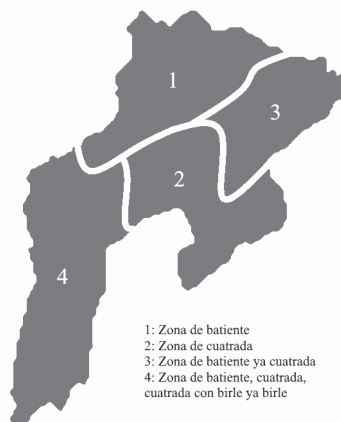 1
3
2
4
1: Zona de batiente
2: Zona de cuatrada
3: Zona de batiente ya cuatrada
4: Zona de batiente, cuatrada,
cuatrada con birle ya birle